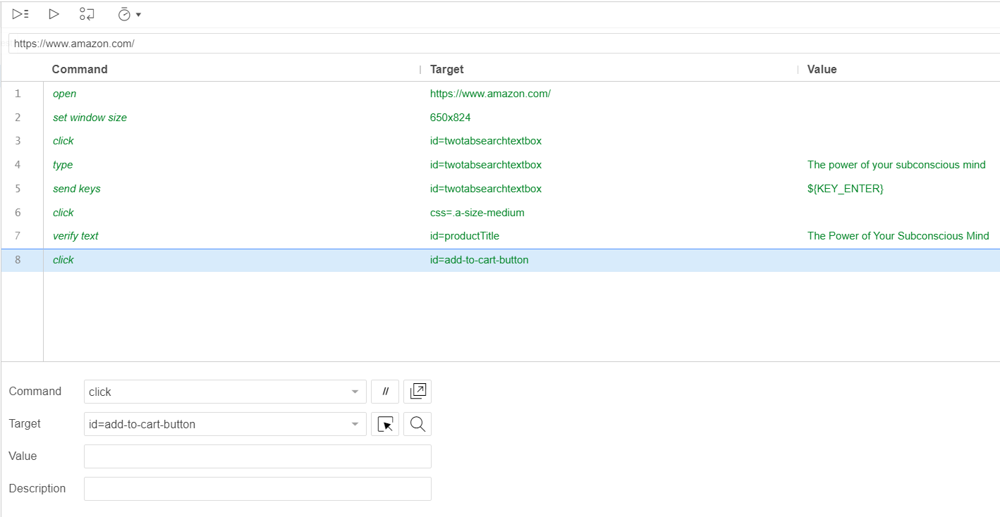 https://www.amazon.com/
Command Target Value
1 open https://www.amazon.com/
2 set window size 650x824
3 click id=twotabsearchtextbox
4 type id=twotabsearchtextbox The power of your subconscious mind
5 send keys id=twotabsearchtextbox ${KEY_ENTER}
6 click css=.a-size-medium
7 verify text id=productTitle The Power of Your Subconscious Mind
8 click id=add-to-cart-button
Command click //
Target id=add-to-cart-button
Value
Description